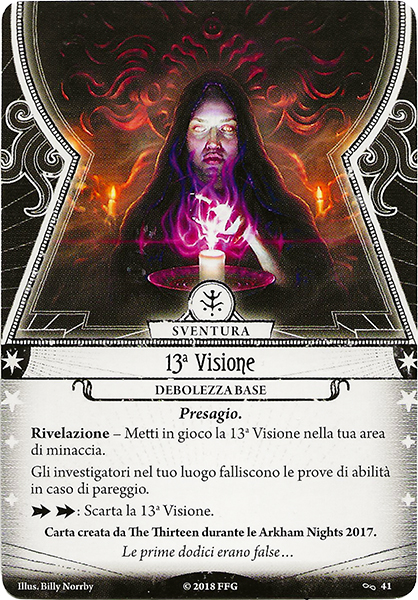 SVENTURA
13ª Visione
DEBOLEZZA BASE
Presagio.
Rivelazione – Metti in gioco la 13ª Visione nella tua area
di minaccia.
Gli investigatori nel tuo luogo falliscono le prove di abilità
in caso di pareggio.
: Scarta la 13ª Visione.
Carta creata da The Thirteen durante le Arkham Nights 2017.
Le prime dodici erano false…
Illus. Billy Norrby © 2018 FFG 41